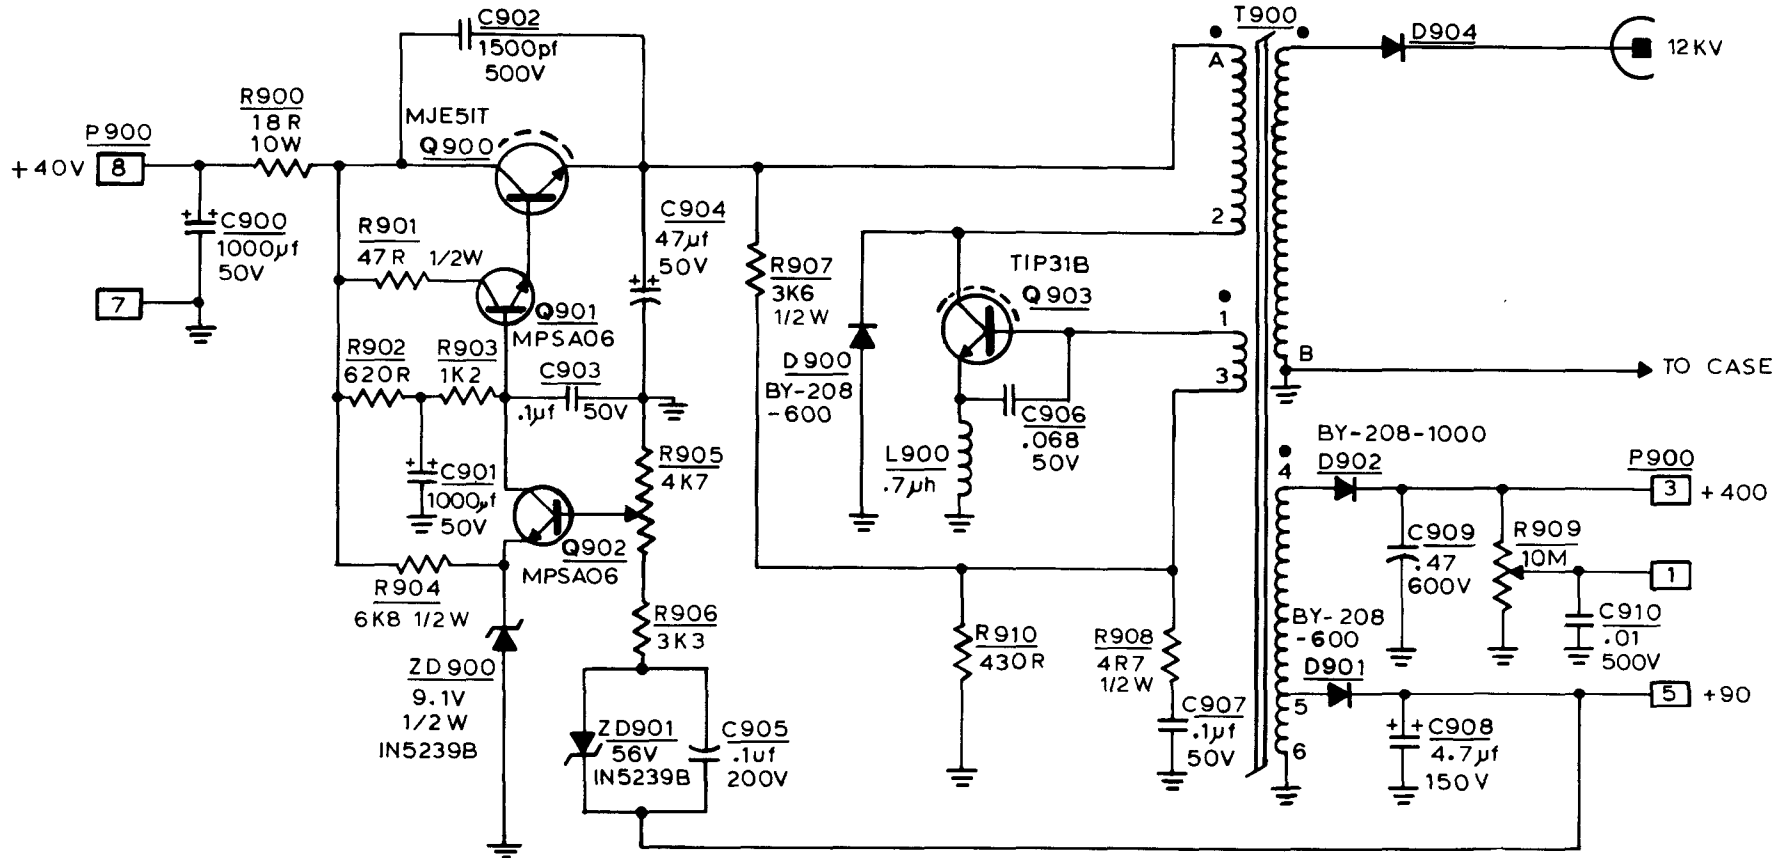 C902
1500pf
500V
T900
A
D904
12KV
R900
18R
10W
MJE51T
Q900
P900
+40V
8
C900
1000µf
50V
7
R901
47R 1/2W
C904
47µf
50V
2
R907
3K6
1/2W
TIP31B
Q903
1
3
Q901
MPSA06
R902
620R
R903
1K2
C903
.1µf 50V
D900
BY-208
-600
B
TO CASE
C906
.068
50V
L900
.7µh
C901
1000µf
50V
R905
4K7
Q902
MPSA06
BY-208-1000
4
D902
P900
3
+400
C909
.47
600V
R909
10M
1
C910
.01
500V
R904
6K8 1/2W
R906
3K3
R910
430R
R908
4R7
1/2W
BY-208
-600
D901
5
5
+90
ZD900
9.1V
1/2W
IN5239B
ZD901
56V
IN5239B
C905
.1uf
200V
C907
.1µf
50V
6
C908
4.7µf
150V